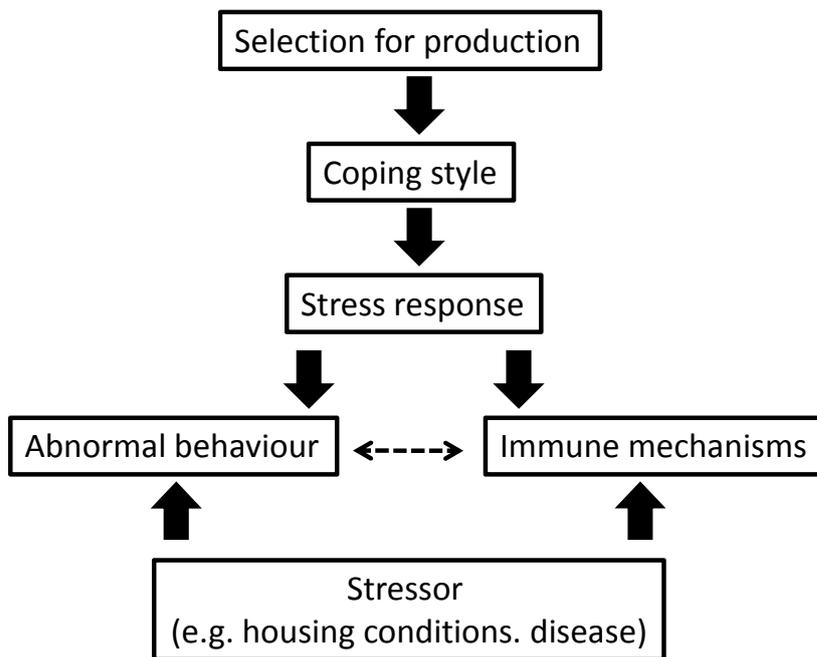 Selection for production
Coping style
Stress response
Abnormal behaviour
Immune mechanisms
Stressor
(e.g. housing conditions. disease)